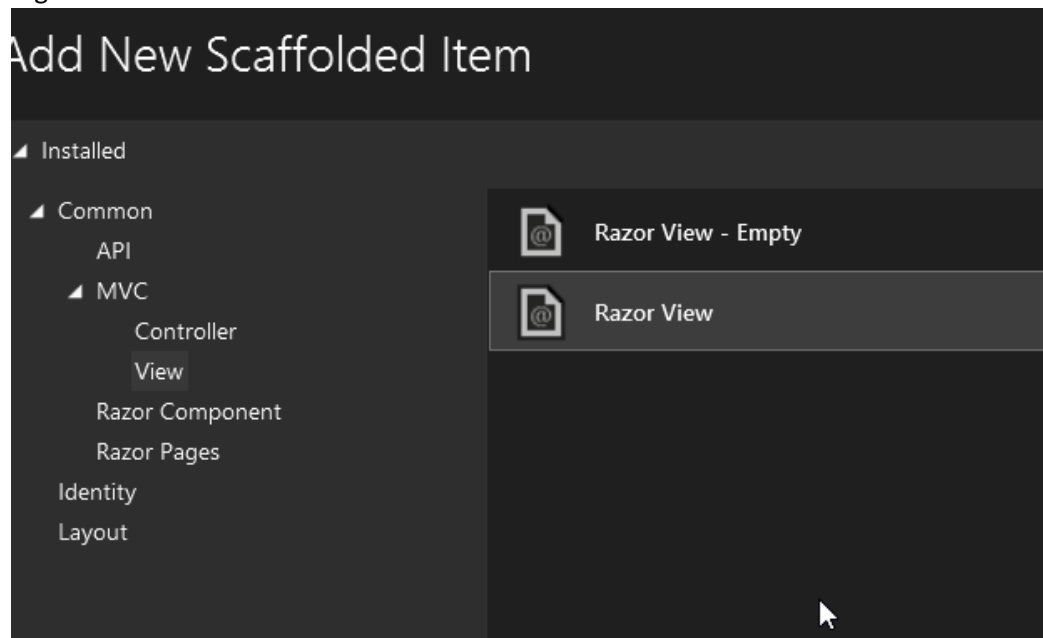 Add New Scaffolded Item
Installed
Common
API
MVC
Controller
View
Razor Component
Razor Pages
Identity
Layout
Razor View - Empty
Razor View